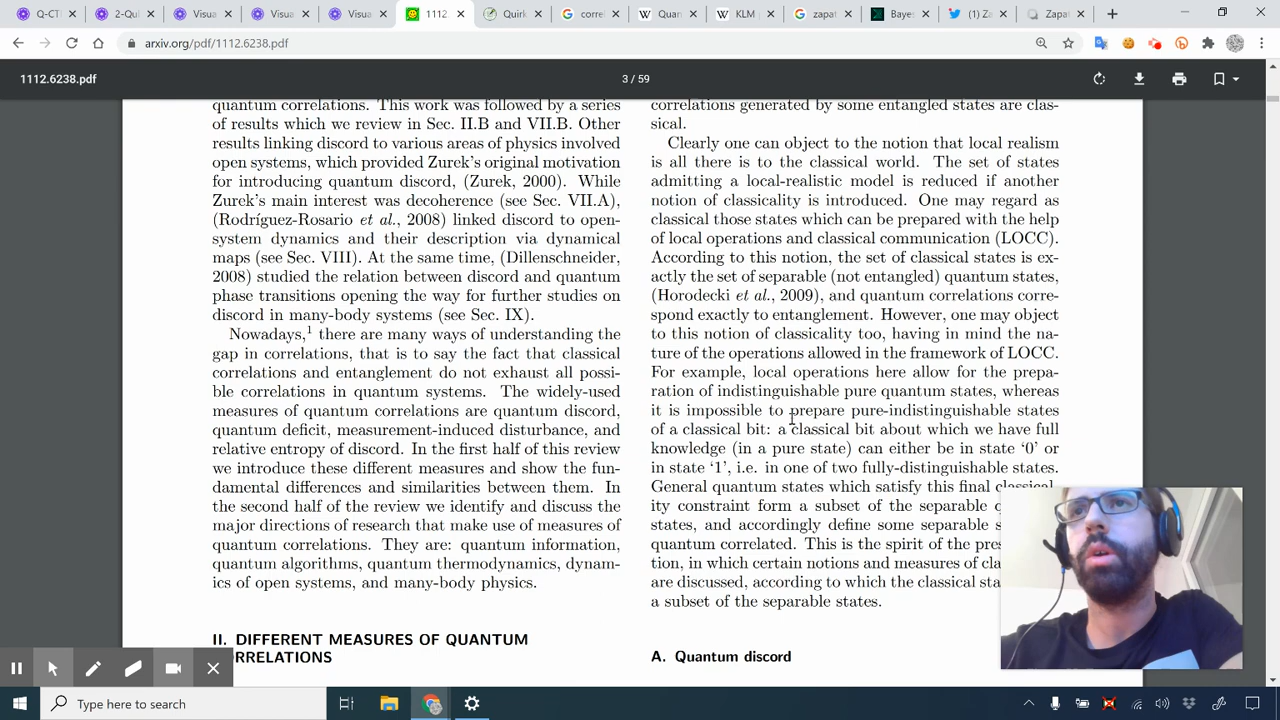 Q-CT
2-Qui
Visua
Visua
Visua
1112.
Quirk
corre
Quan
KLM
zapat
Bayes
(1) Za
Zapat
arxiv.org/pdf/1112.6238
1112.6238.pdf
3 / 59
quantum correlations. This work was followed by a series
of results which we review in Sec. II.B and VII.B. Other
results linking discord to various areas of physics involved
open systems, which provided Zurek's original motivation
for introducing quantum discord, (Zurek, 2000). While
Zurek's main interest was decoherence (see Sec. VII.A),
(Rodríguez-Rosario et al., 2008) linked discord to open-
system dynamics and their description via dynamical
maps (see Sec. VIII). At the same time, (Dillenschneider,
2008) studied the relation between discord and quantum
phase transitions opening the way for further studies on
discord in many-body systems (see Sec. IX).
Nowadays,1 there are many ways of understanding the
gap in correlations, that is to say the fact that classical
correlations and entanglement do not exhaust all possi-
ble correlations in quantum systems. The widely-used
measures of quantum correlations are quantum discord,
quantum deficit, measurement-induced disturbance, and
relative entropy of discord. In the first half of this review
we introduce these different measures and show the fun-
damental differences and similarities between them. In
the second half of the review we identify and discuss the
major directions of research that make use of measures of
quantum correlations. They are: quantum information,
quantum algorithms, quantum thermodynamics, dynam-
ics of open systems, and many-body physics.
II. DIFFERENT MEASURES OF QUANTUM
RRELATIONS
correlations generated by some entangled states are clas-
sical.
Clearly one can object to the notion that local realism
is all there is to the classical world. The set of states
admitting a local-realistic model is reduced if another
notion of classicality is introduced. One may regard as
classical those states which can be prepared with the help
of local operations and classical communication (LOCC).
According to this notion, the set of classical states is ex-
actly the set of separable (not entangled) quantum states,
(Horodecki et al., 2009), and quantum correlations corre-
spond exactly to entanglement. However, one may object
to this notion of classicality too, having in mind the na-
ture of the operations allowed in the framework of LOCC.
For example, local operations here allow for the prepa-
ration of indistinguishable pure quantum states, whereas
it is impossible to prepare pure-indistinguishable states
of a classical bit: a classical bit about which we have full
knowledge (in a pure state) can either be in state '0' or
in state '1', i.e. in one of two fully-distinguishable states.
General quantum states which satisfy this final classical-
ity constraint form a subset of the separable q
states, and accordingly define some separable s
quantum correlated. This is the spirit of the pres
tion, in which certain notions and measures of cla
are discussed, according to which the classical sta
a subset of the separable states.
A. Quantum discord
Type here to search